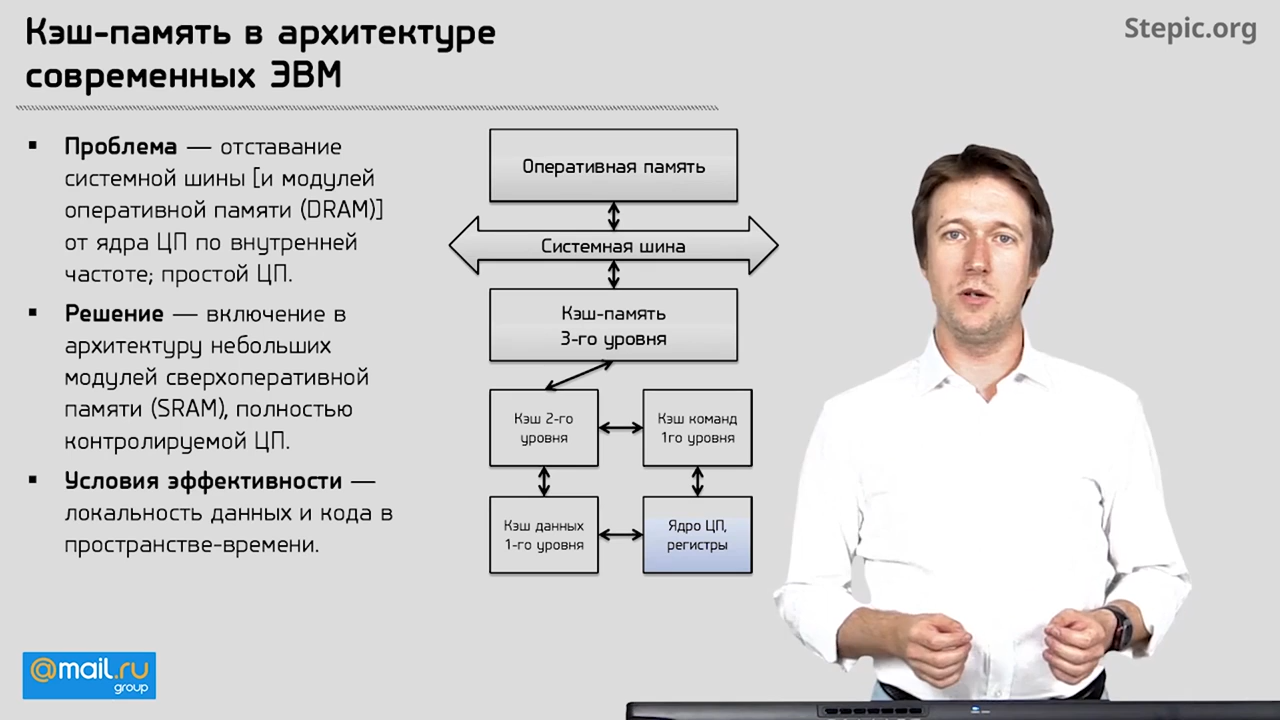 Кэш-память в архитектуре
современных ЭВМ
Stepic.org
▪ Проблема — отставание
системной шины [и модулей
оперативной памяти (DRAM)]
от ядра ЦП по внутренней
частоте; простой ЦП.
▪ Решение — включение в
архитектуру небольших
модулей сверхоперативной
памяти (SRAM), полностью
контролируемой ЦП.
▪ Условия эффективности —
локальность данных и кода в
пространстве-времени.
Оперативная память
Системная шина
Кэш-память
3-го уровня
Кэш 2-го
уровня
Кэш команд
1го уровня
Кэш данных
1-го уровня
Ядро ЦП,
регистры
@mail.ru
group